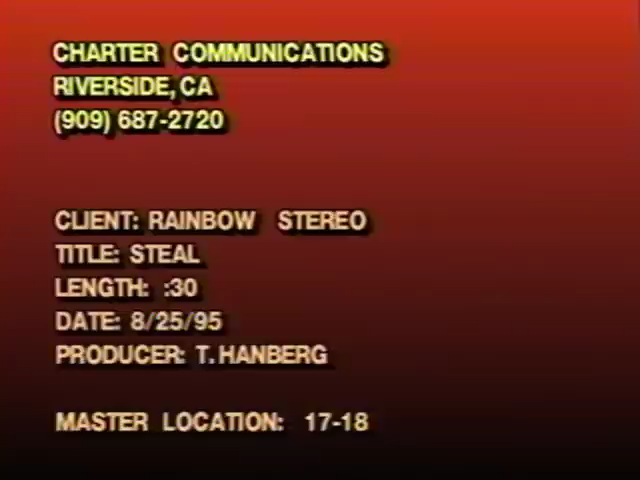 CHARTER COMMUNICATIONS
RIVERSIDE, CA
(909) 687-2720
CLIENT: RAINBOW STEREO
TITLE: STEAL
LENGTH: :30
DATE: 8/25/95
PRODUCER: T. HANBERG
MASTER LOCATION: 17-18